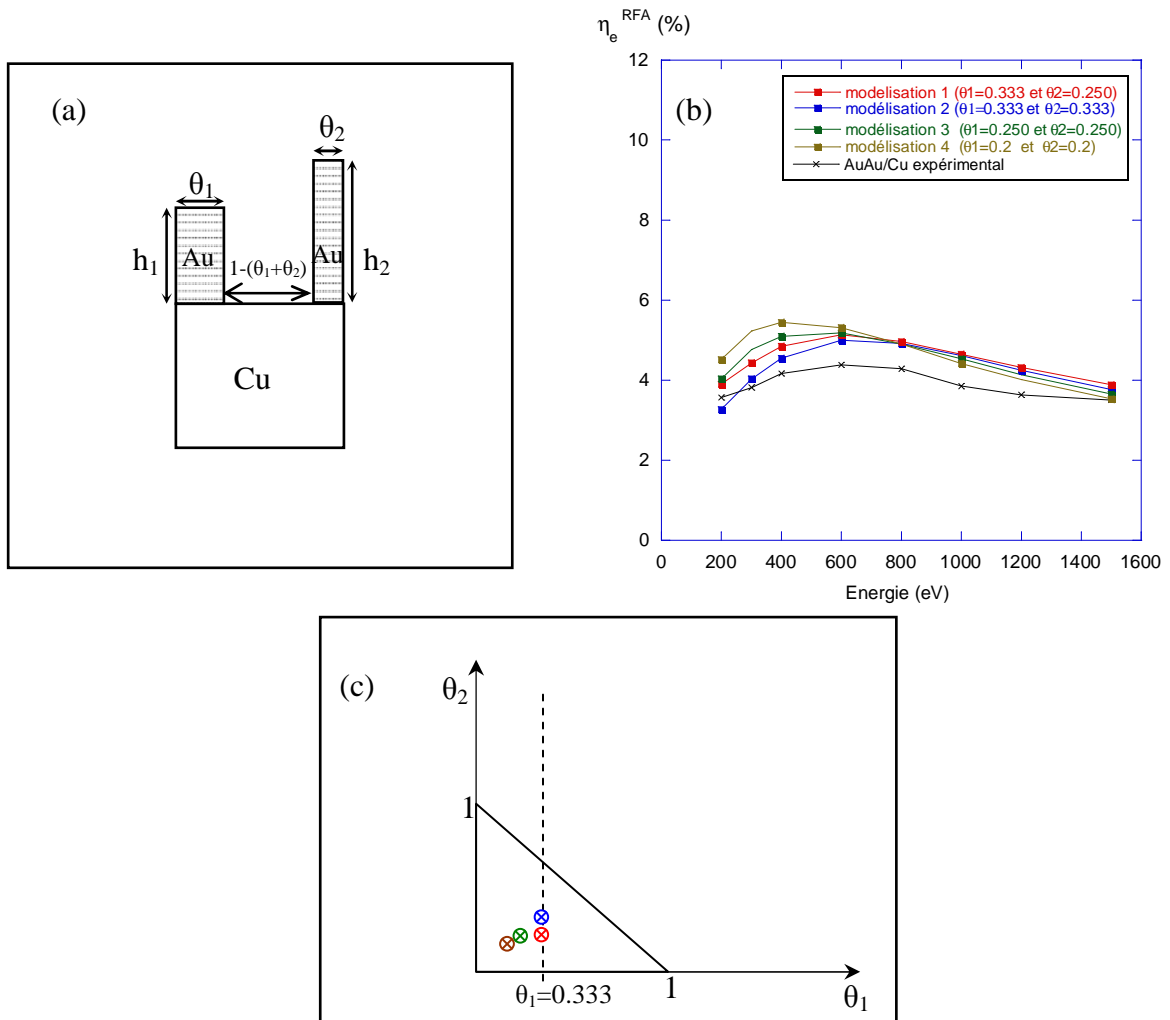 (a)
θ2
θ1
h1
Au
1-(θ1+θ2)
Au
h2
Cu
ηe RFA (%)
(b)
modelisation 1 (θ1=0.333 et θ2=0.250)
modélisation 2 (θ1=0.333 et θ2=0.333)
modélisation 3 (θ1=0.250 et θ2=0.250)
modélisation 4 (θ1=0.2 et θ2=0.2)
AuAu/Cu expérimental
12
10
8
6
4
2
0
0 200 400 600 800 1000 1200 1400 1600
Energie (eV)
(c)
θ2
1
θ1=0.333
1
θ1